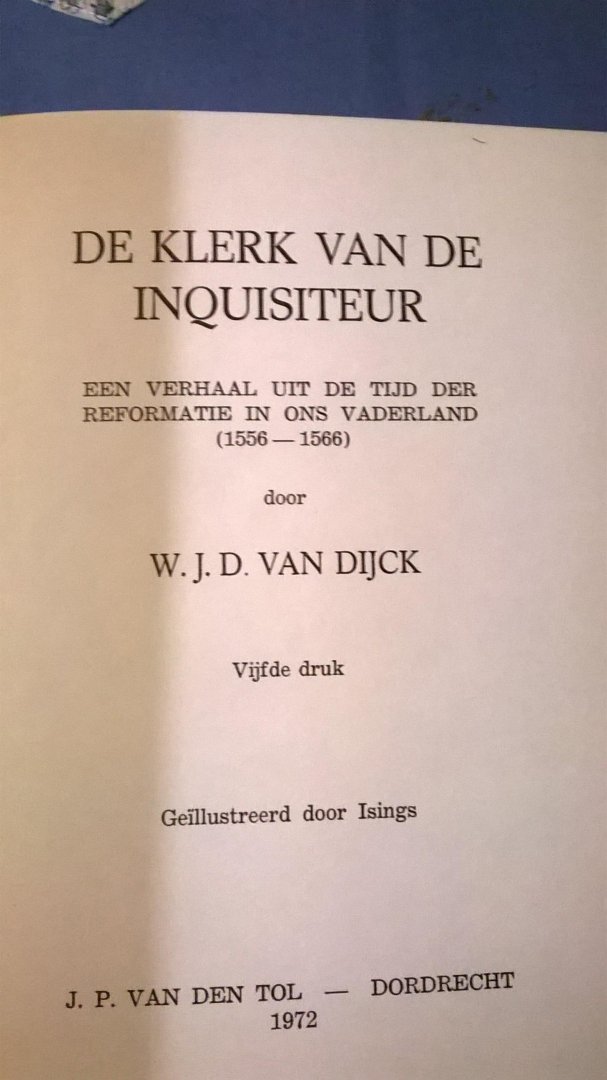 DE KLERK VAN DE
INQUISITEUR
EEN VERHAAL UIT DE TIJD DER
REFORMATIE IN ONS VADERLAND
(1556 — 1566)
door
W. J. D. VAN DIJCK
Vijfde druk
Geïllustreerd door Isings
J. P. VAN DEN TOL — DORDRECHT
1972